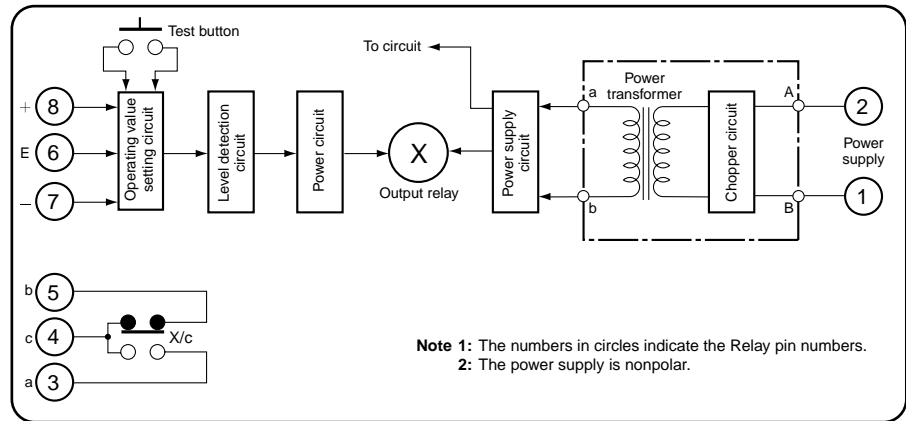 Test button
To circuit
Power
transformer
a
A
+ 8
2
Operating value
setting circuit
Level detection
circuit
Power circuit
X
Output relay
Power supply
circuit
Chopper circuit
E 6
Power
supply
− 7
b
B
1
b 5
c 4
X/c
a 3
Note 1: The numbers in circles indicate the Relay pin numbers.
2: The power supply is nonpolar.